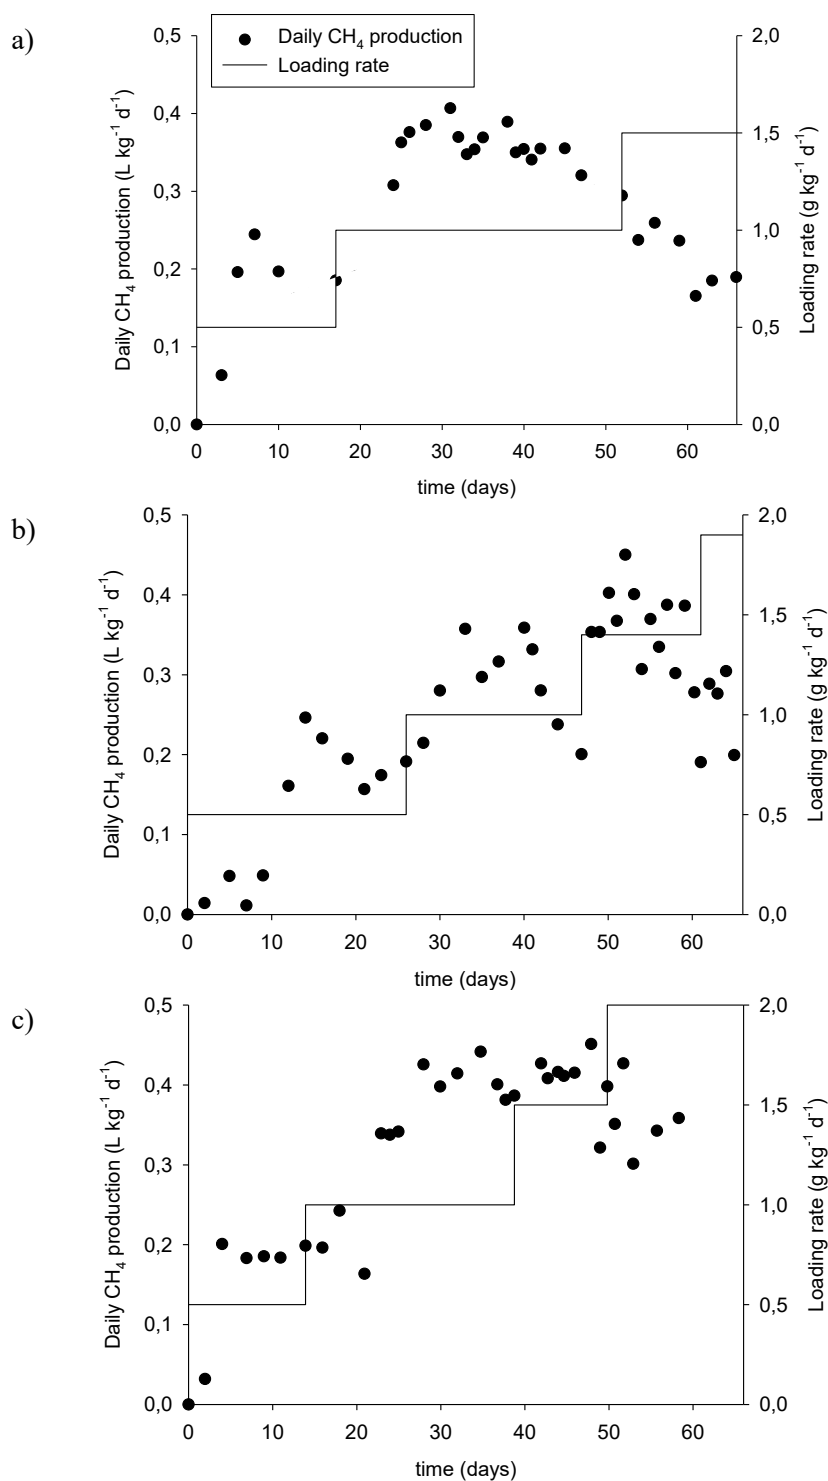 a)
Daily CH4 production
Loading rate
0,5
0,4
0,3
0,2
0,1
0,0
Daily CH4 production (L kg-1 d-1)
2,0
1,5
1,0
0,5
0,0
Loading rate (g kg-1 d-1)
0 10 20 30 40 50 60
time (days)
b)
0,5
0,4
0,3
0,2
0,1
0,0
Daily CH4 production (L kg-1 d-1)
2,0
1,5
1,0
0,5
0,0
Loading rate (g kg-1 d-1)
0 10 20 30 40 50 60
time (days)
c)
0,5
0,4
0,3
0,2
0,1
0,0
Daily CH4 production (L kg-1 d-1)
2,0
1,5
1,0
0,5
0,0
Loading rate (g kg-1 d-1)
0 10 20 30 40 50 60
time (days)